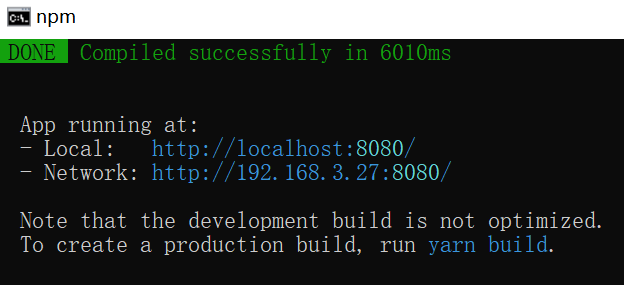 npm
DONE Compiled successfully in 6010ms
App running at:
- Local: http://localhost:8080/
- Network: http://192.168.3.27:8080/
Note that the development build is not optimized.
To create a production build, run yarn build.